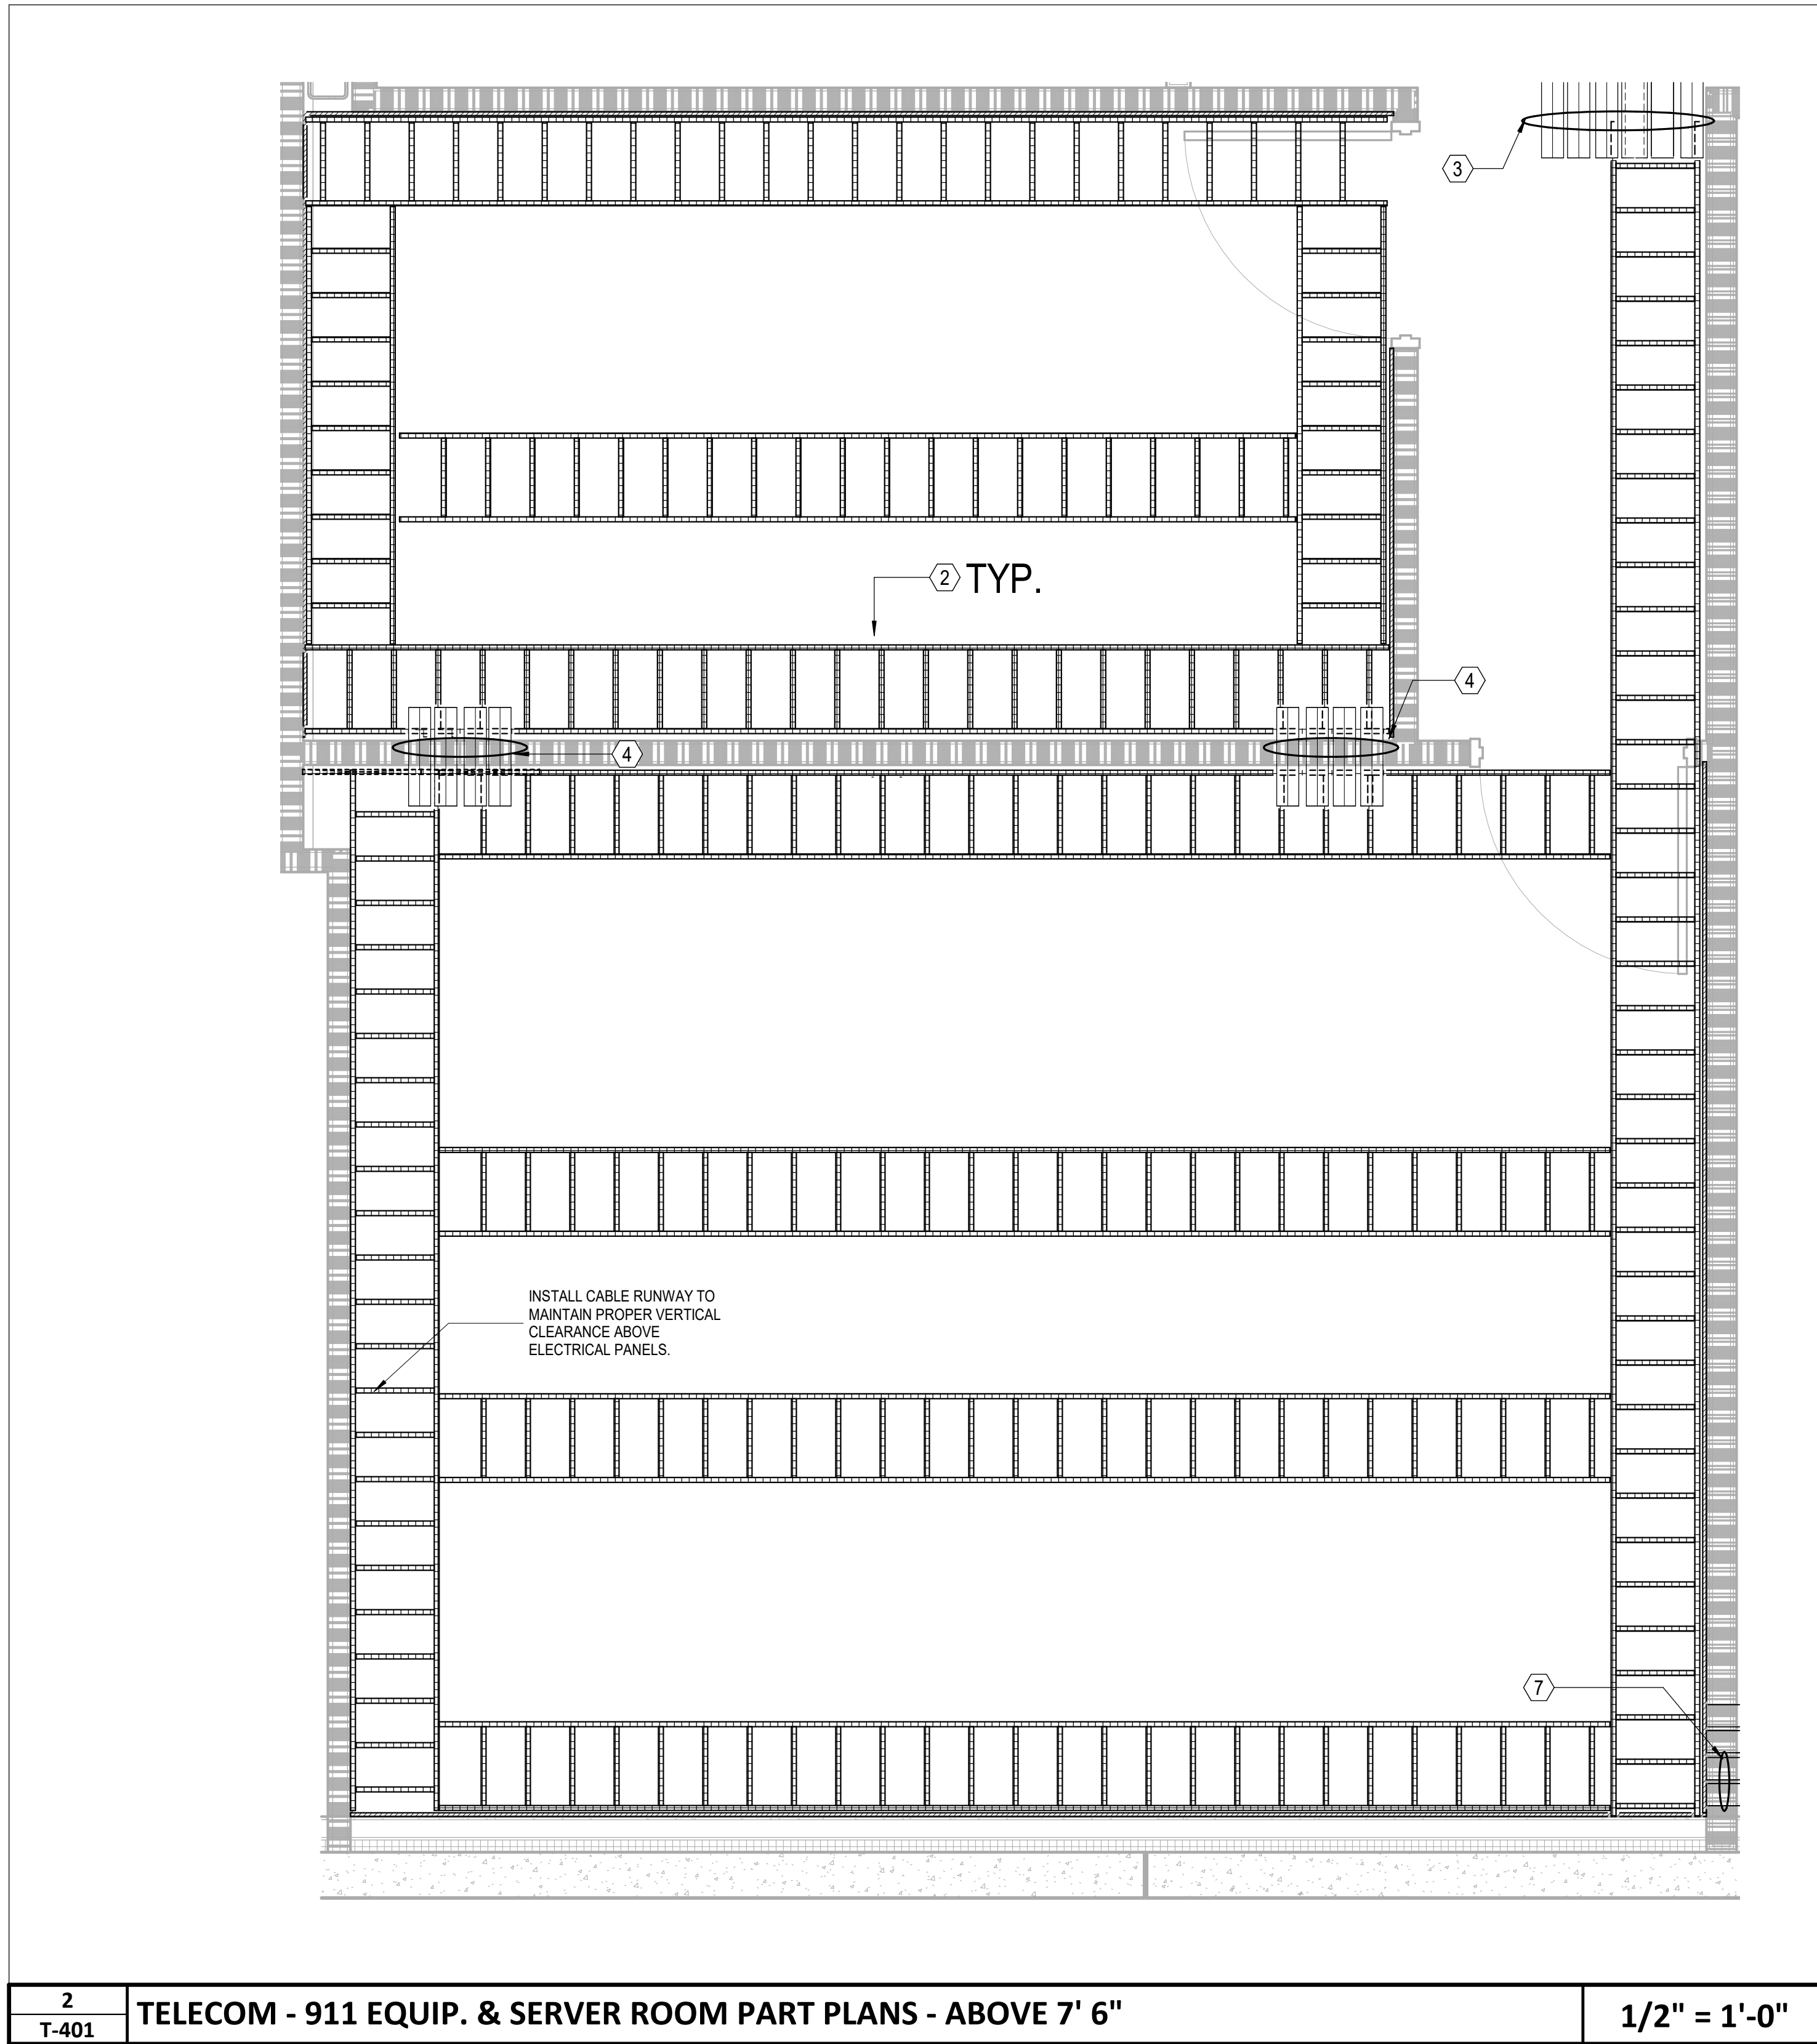 3
2 TYP.
4
4
INSTALL CABLE RUNWAY TO
MAINTAIN PROPER VERTICAL
CLEARANCE ABOVE
ELECTRICAL PANELS.
7
2
T-401
TELECOM - 911 EQUIP. & SERVER ROOM PART PLANS - ABOVE 7' 6"
1/2" = 1'-0"